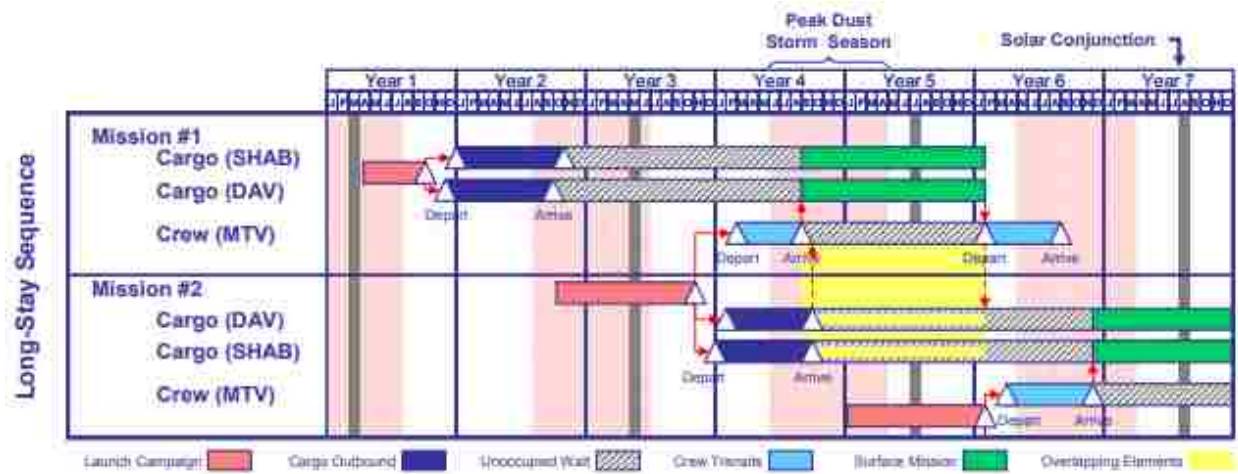 Peak Dust
Storm Season
Solar Conjunction
Year 1 Year 2 Year 3 Year 4 Year 5 Year 6 Year 7
Long-Stay Sequence
Mission #1
Cargo (SHAB)
Cargo (DAV)
Depart Arrive
Crew (MTV)
Depart Arrive Depart Arrive
Mission #2
Cargo (DAV)
Cargo (SHAB)
Depart Arrive
Crew (MTV)
Depart Arrive
Launch Campaign Cargo Outbound Unoccupied Wait Crew Transits Surface Mission Overlapping Elements